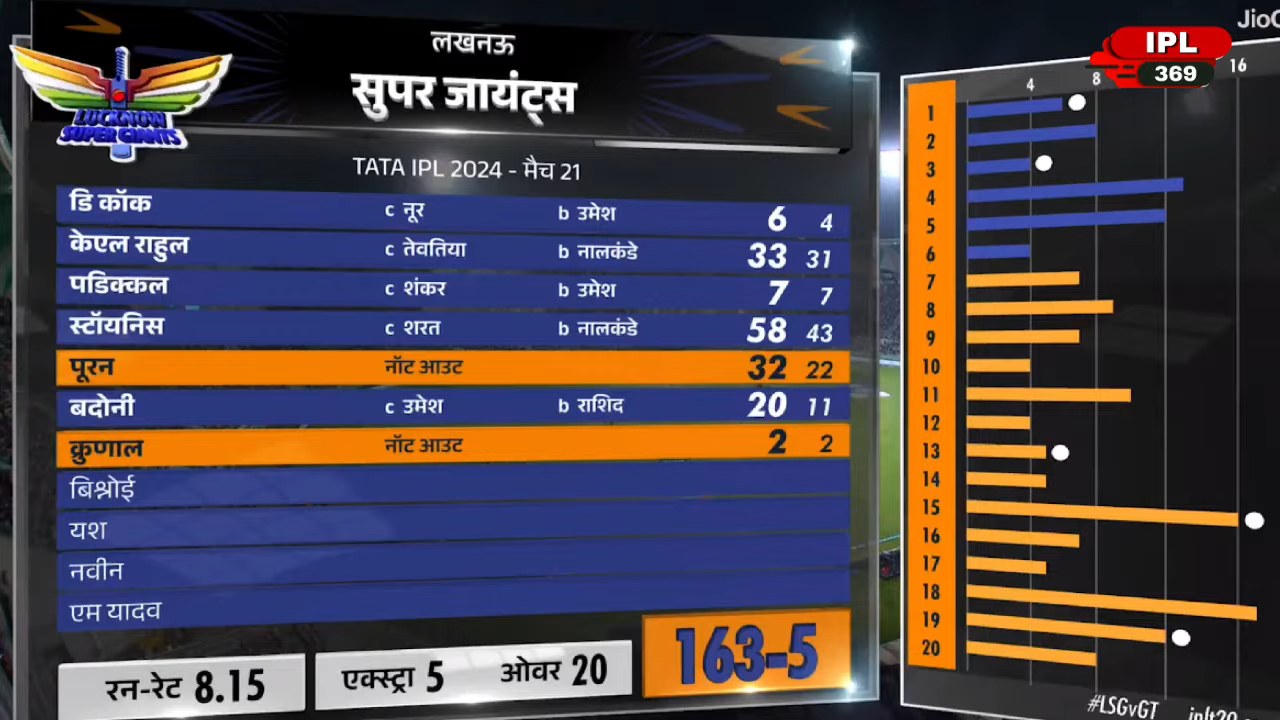 लखनऊ
सुपर जायंट्स
LUCKNOW
SUPER GIANTS
TATA IPL 2024 - मैच 21
डि कॉक c नूर b उमेश 6 4
केएल राहुल c तेवतिया b नालकंडे 33 31
पडिक्कल c शंकर b उमेश 7 7
स्टॉयनिस c शरत b नालकंडे 58 43
पूरन नॉट आउट 32 22
बदोनी c उमेश b राशिद 20 11
क्रुणाल नॉट आउट 2 2
बिश्नोई
यश
नवीन
एम यादव
रन-रेट 8.15 एक्स्ट्रा 5 ओवर 20 163-5
IPL
369
4 8 16
1
2
3
4
5
6
7
8
9
10
11
12
13
14
15
16
17
18
19
20
#LSGvGT